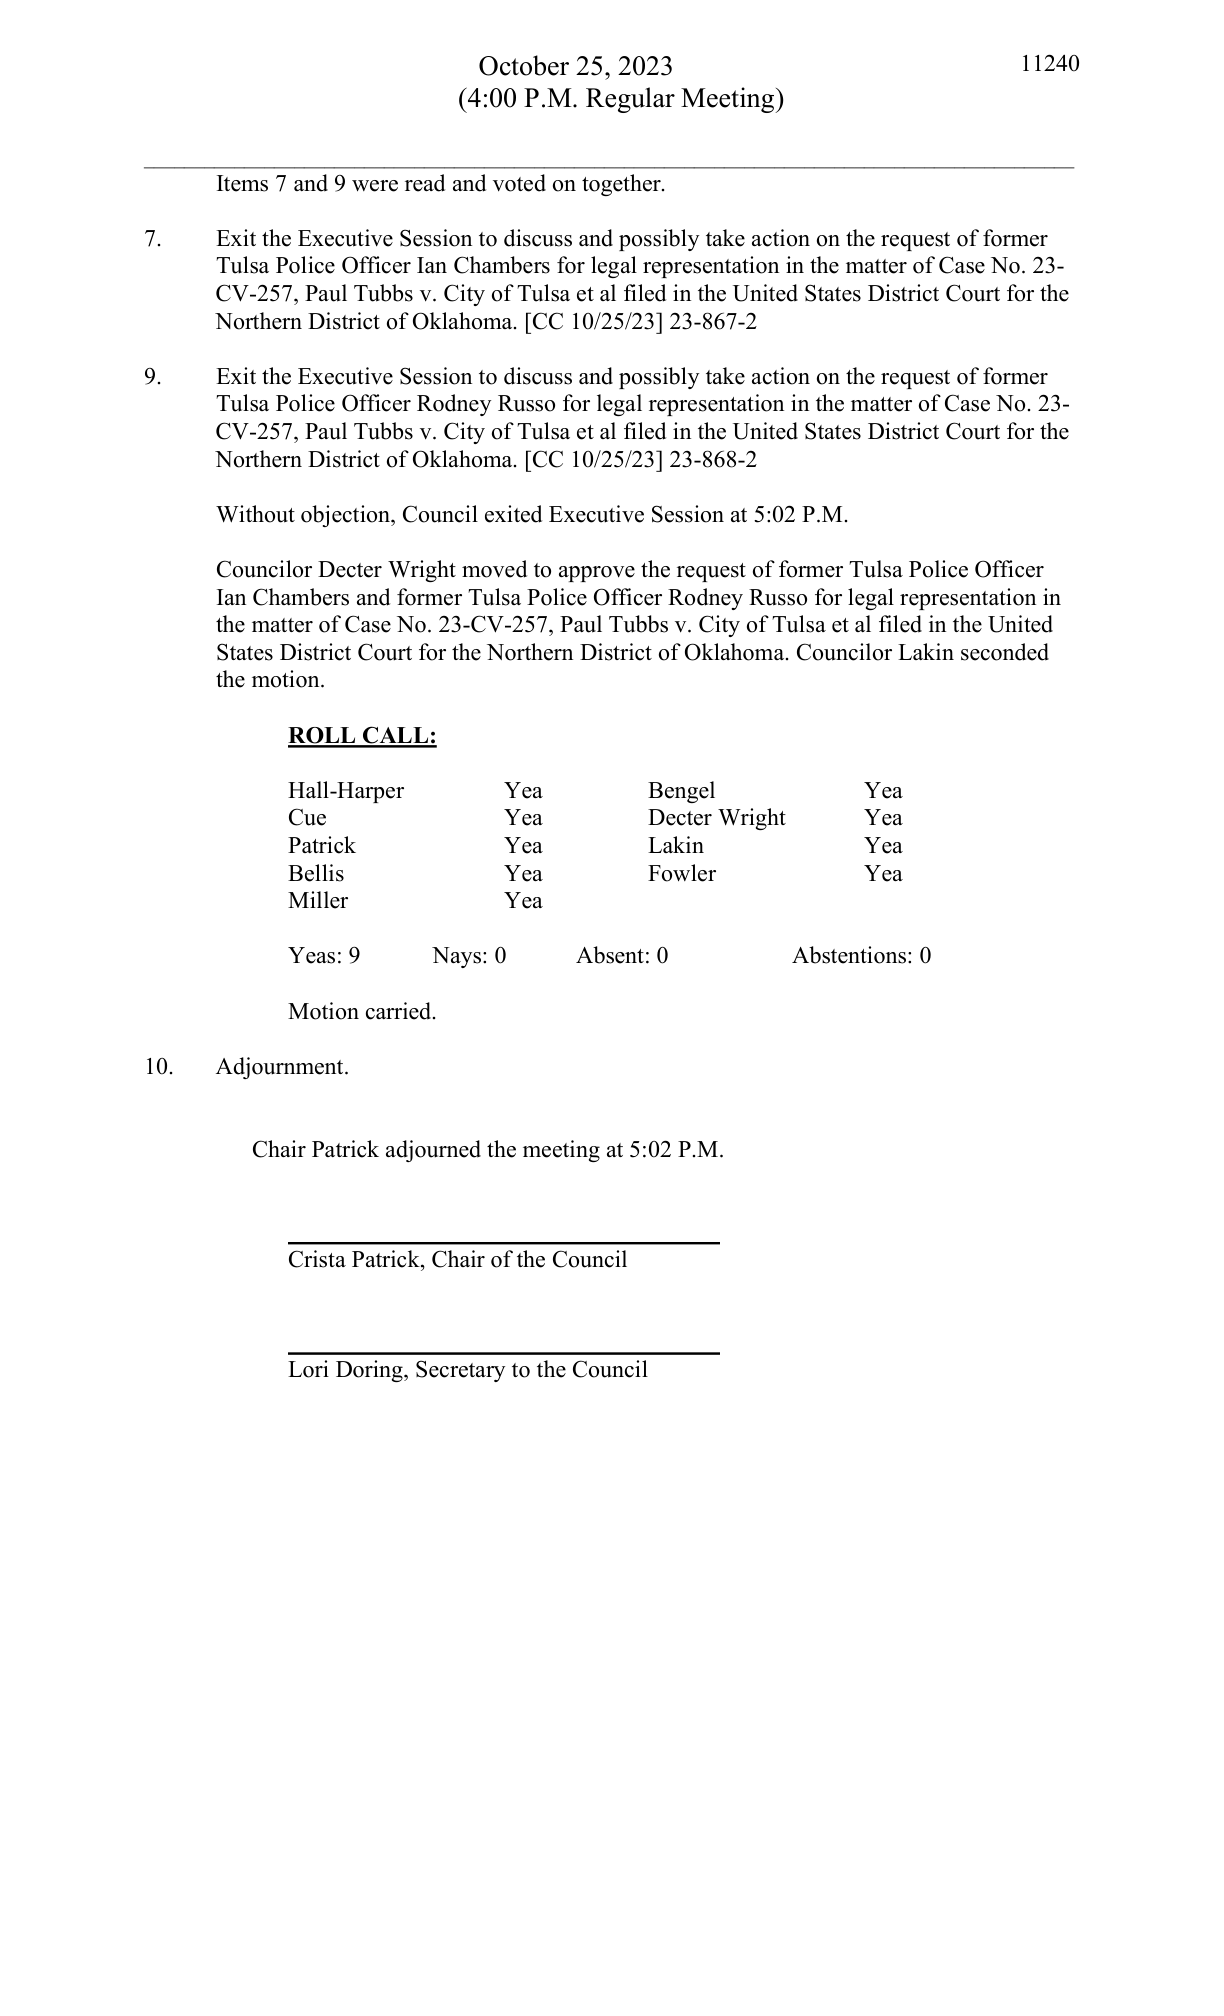 October 25, 2023
11240
(4:00 P.M. Regular Meeting)
Items 7 and 9 were read and voted on together.
7. Exit the Executive Session to discuss and possibly take action on the request of former
Tulsa Police Officer Ian Chambers for legal representation in the matter of Case No. 23-
CV-257, Paul Tubbs v. City of Tulsa et al filed in the United States District Court for the
Northern District of Oklahoma. [CC 10/25/23] 23-867-2
9. Exit the Executive Session to discuss and possibly take action on the request of former
Tulsa Police Officer Rodney Russo for legal representation in the matter of Case No. 23-
CV-257, Paul Tubbs v. City of Tulsa et al filed in the United States District Court for the
Northern District of Oklahoma. [CC 10/25/23] 23-868-2
Without objection, Council exited Executive Session at 5:02 P.M.
Councilor Decter Wright moved to approve the request of former Tulsa Police Officer
Ian Chambers and former Tulsa Police Officer Rodney Russo for legal representation in
the matter of Case No. 23-CV-257, Paul Tubbs v. City of Tulsa et al filed in the United
States District Court for the Northern District of Oklahoma. Councilor Lakin seconded
the motion.
ROLL CALL:
Hall-Harper Yea Bengel Yea
Cue Yea Decter Wright Yea
Patrick Yea Lakin Yea
Bellis Yea Fowler Yea
Miller Yea
Yeas: 9 Nays: 0 Absent: 0 Abstentions: 0
Motion carried.
10. Adjournment.
Chair Patrick adjourned the meeting at 5:02 P.M.
Crista Patrick, Chair of the Council
Lori Doring, Secretary to the Council